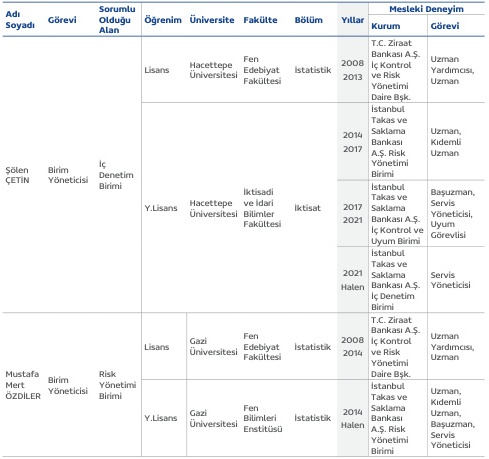 Adı Soyadı
Görevi
Sorumlu Olduğu Alan
Öğrenim
Üniversite
Fakülte
Bölüm
Yıllar
Mesleki Deneyim
Kurum
Görevi
Şölen ÇETİN
Birim Yöneticisi
İç Denetim Birimi
Lisans
Hacettepe Üniversitesi
Fen Edebiyat Fakültesi
İstatistik
2008
2013
T.C. Ziraat
Bankası A.Ş.
İç Kontrol
ve Risk
Yönetimi
Daire Bşk.
Uzman
Yardımcısı,
Uzman
Y.Lisans
Hacettepe Üniversitesi
İktisadi ve İdari Bilimler Fakültesi
İktisat
2014
2017
İstanbul
Takas ve
Saklama
Bankası
A.Ş. Risk
Yönetimi
Birimi
Uzman,
Kıdemli
Uzman
2017
2021
İstanbul
Takas ve
Saklama
Bankası A.Ş.
İç Kontrol ve
Uyum Birimi
Başuzman,
Servis
Yöneticisi,
Uyum
Görevlisi
2021
Halen
İstanbul
Takas ve
Saklama
Bankası A.Ş.
İç Denetim
Birimi
Servis
Yöneticisi
Mustafa Mert ÖZDİLER
Birim Yöneticisi
Risk Yönetimi Birimi
Lisans
Gazi Üniversitesi
Fen Edebiyat Fakültesi
İstatistik
2008
2014
T.C. Ziraat
Bankası A.Ş.
İç Kontrol
ve Risk
Yönetimi
Daire Bşk.
Uzman
Yardımcısı,
Uzman
Y.Lisans
Gazi Üniversitesi
Fen Bilimleri Enstitüsü
İstatistik
2014
Halen
İstanbul
Takas ve
Saklama
Bankası
A.Ş. Risk
Yönetimi
Birimi
Uzman,
Kıdemli
Uzman,
Başuzman,
Servis
Yöneticisi